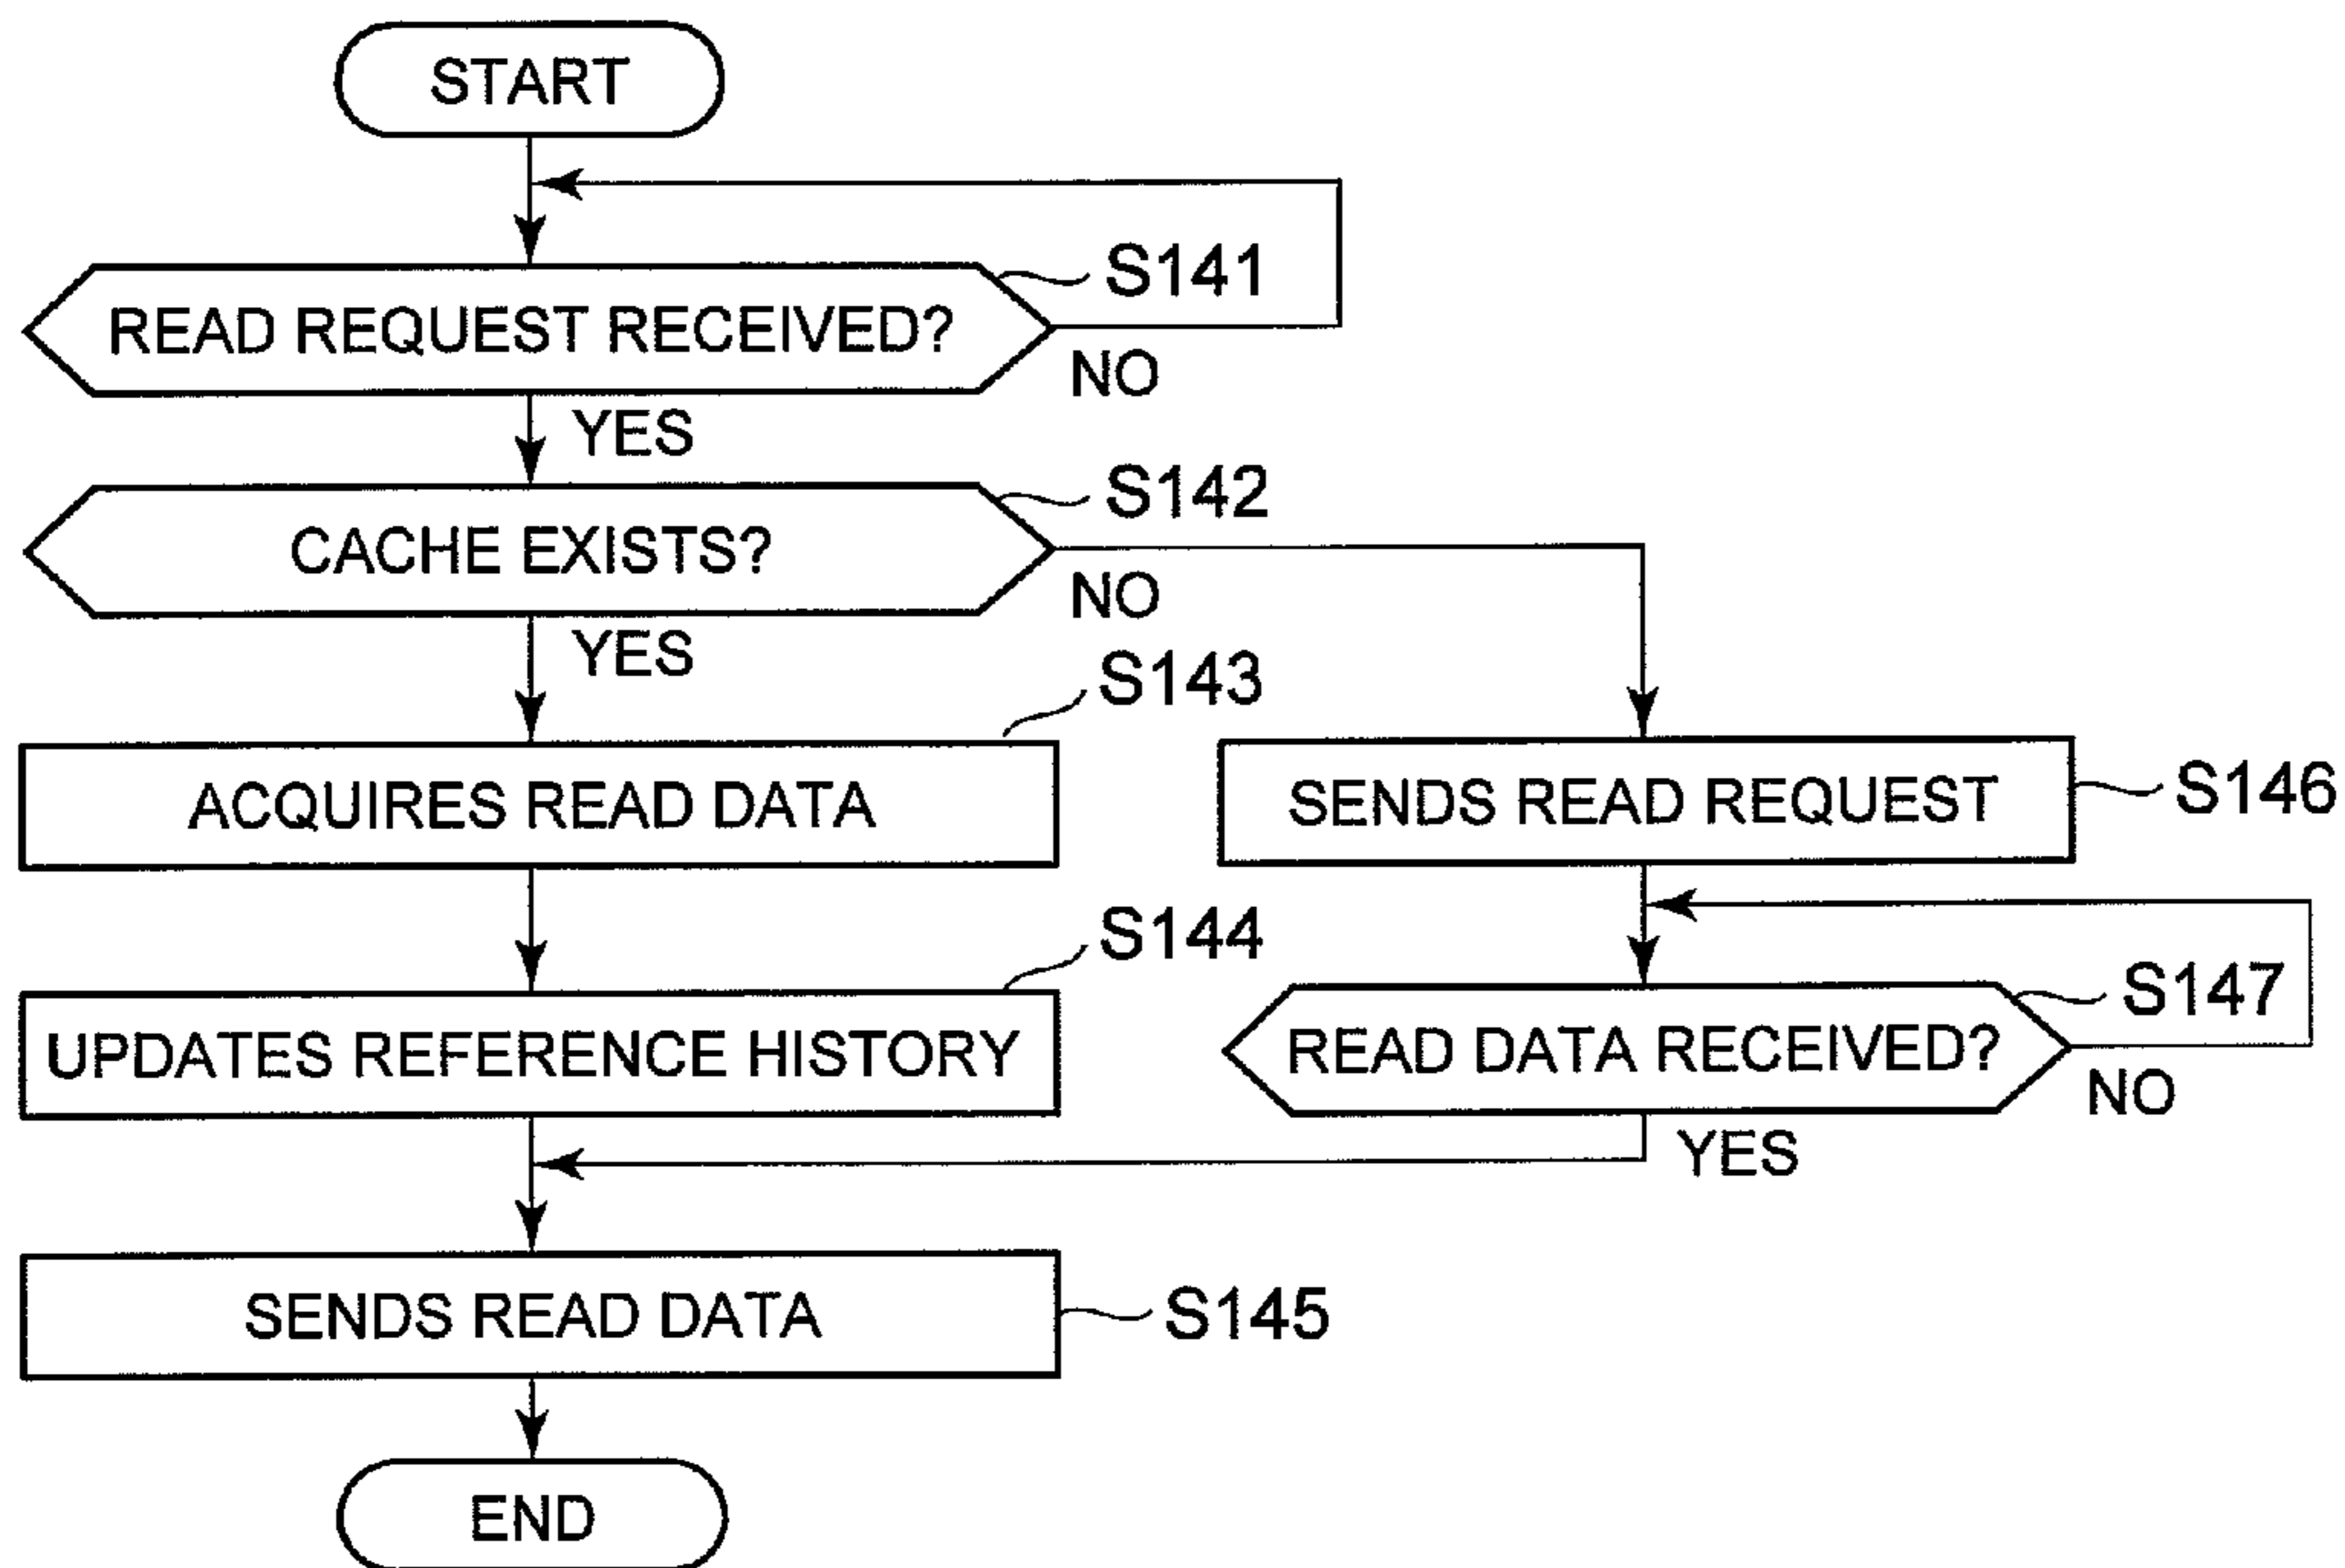 START
S141
READ REQUEST RECEIVED?
NO
YES
S142
CACHE EXISTS?
NO
YES
S143
ACQUIRES READ DATA
SENDS READ REQUEST
S146
S144
UPDATES REFERENCE HISTORY
S147
READ DATA RECEIVED?
NO
YES
SENDS READ DATA
S145
END